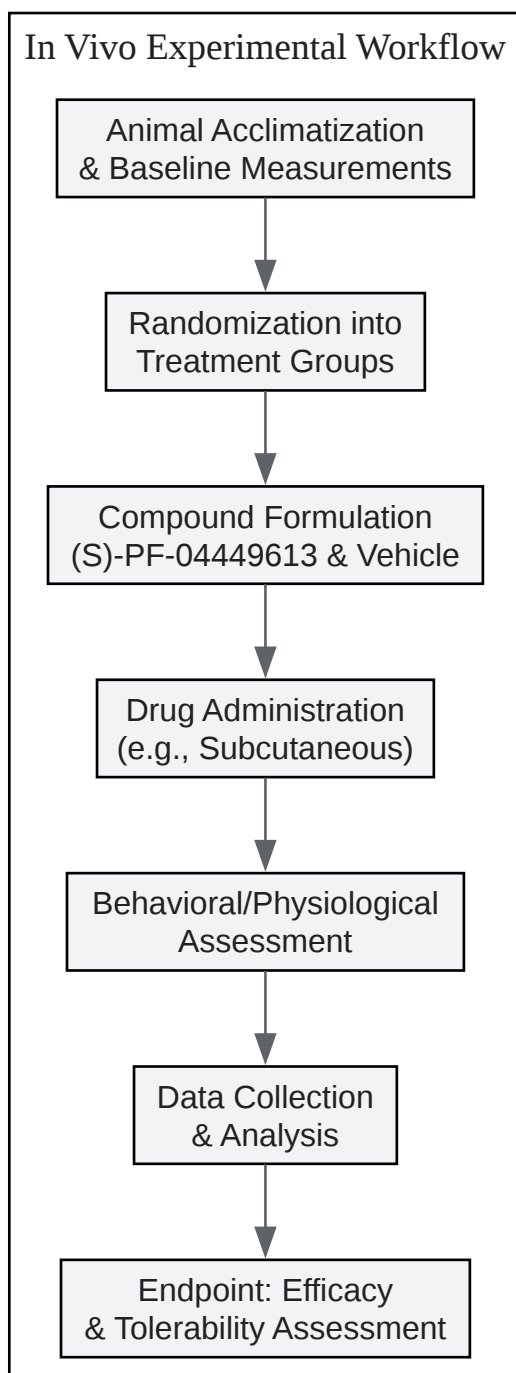 In Vivo Experimental Workflow
Animal Acclimatization
& Baseline Measurements
Randomization into
Treatment Groups
Compound Formulation
(S)-PF-04449613 & Vehicle
Drug Administration
(e.g., Subcutaneous)
Behavioral/Physiological
Assessment
Data Collection
& Analysis
Endpoint: Efficacy
& Tolerability Assessment